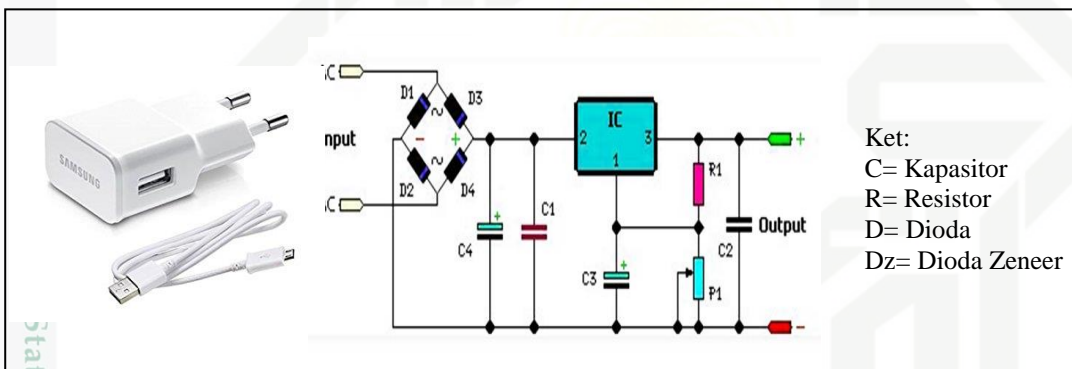 SAMSUNG
D1
D3
D2
D4
+
-
~
~
nput
C4
+
C1
IC
2
3
1
R1
C3
+
P1
C2
Output
+
-
Ket:
C= Kapasitor
R= Resistor
D= Dioda
Dz= Dioda Zeneer
Stat